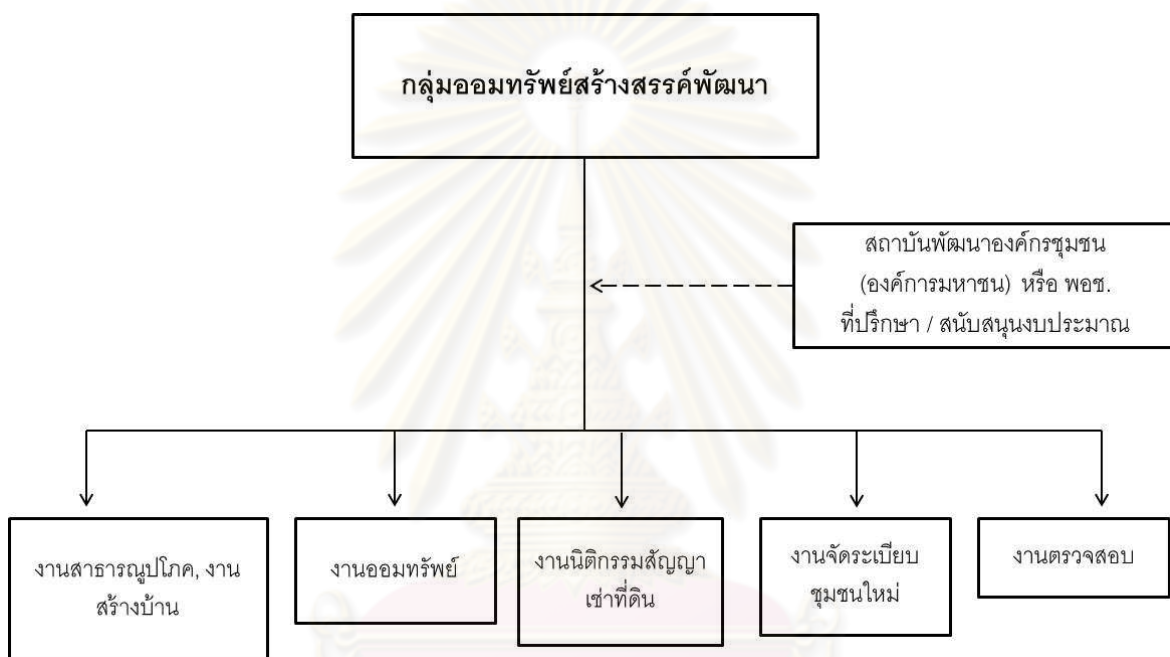 กลุ่มออมทรัพย์สร้างสรรค์พัฒนา
สถาบันพัฒนาองค์กรชุมชน
(องค์การมหาชน) หรือ พอช.
ที่ปรึกษา / สนับสนุนงบประมาณ
งานสาธารณูปโภค, งาน
สร้างบ้าน
งานออมทรัพย์
งานนิติกรรมสัญญา
เช่าที่ดิน
งานจัดระเบียบ
ชุมชนใหม่
งานตรวจสอบ